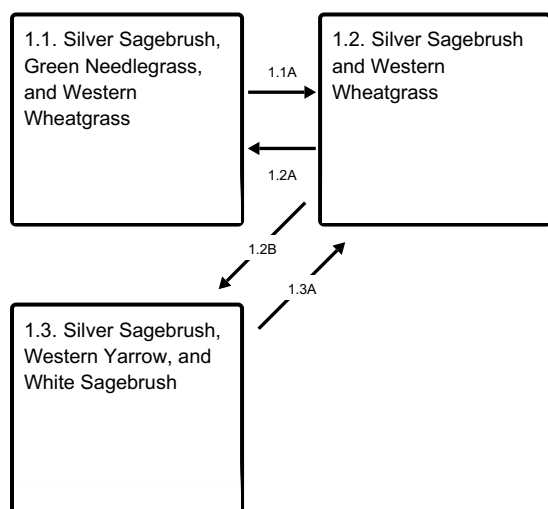 1.1. Silver Sagebrush,
Green Needlegrass,
and Western
Wheatgrass
1.1A
1.2. Silver Sagebrush
and Western
Wheatgrass
1.2A
1.2B
1.3A
1.3. Silver Sagebrush,
Western Yarrow, and
White Sagebrush